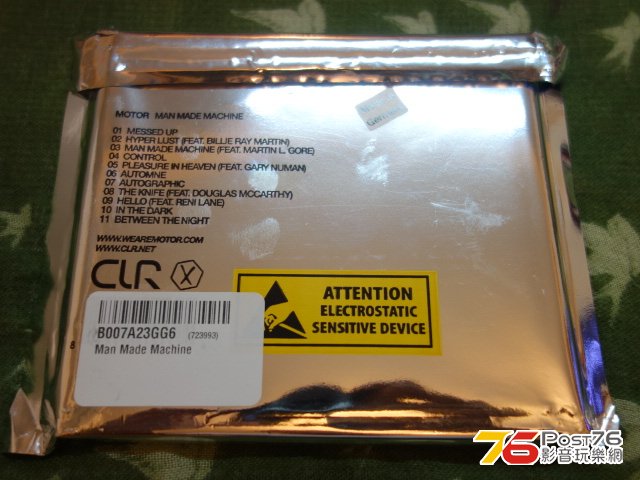 MOTOR MAN MADE MACHINE
01 MESSED UP
02 HYPER LUST (FEAT. BILLIE RAY MARTIN)
03 MAN MADE MACHINE (FEAT. MARTIN L. GORE)
04 CONTROL
05 PLEASURE IN HEAVEN (FEAT. GARY NUMAN)
06 AUTOMNE
07 AUTOGRAPHIC
08 THE KNIFE (FEAT. DOUGLAS MCCARTHY)
09 HELLO (FEAT. RENI LANE)
10 IN THE DARK
11 BETWEEN THE NIGHT
WWW.WEAREMOTOR.COM
WWW.CLR.NET
CLR X
ATTENTION
ELECTROSTATIC
SENSITIVE DEVICE
B007A23GG6 (723993)
Man Made Machine
8
76 Post76
影音玩樂網